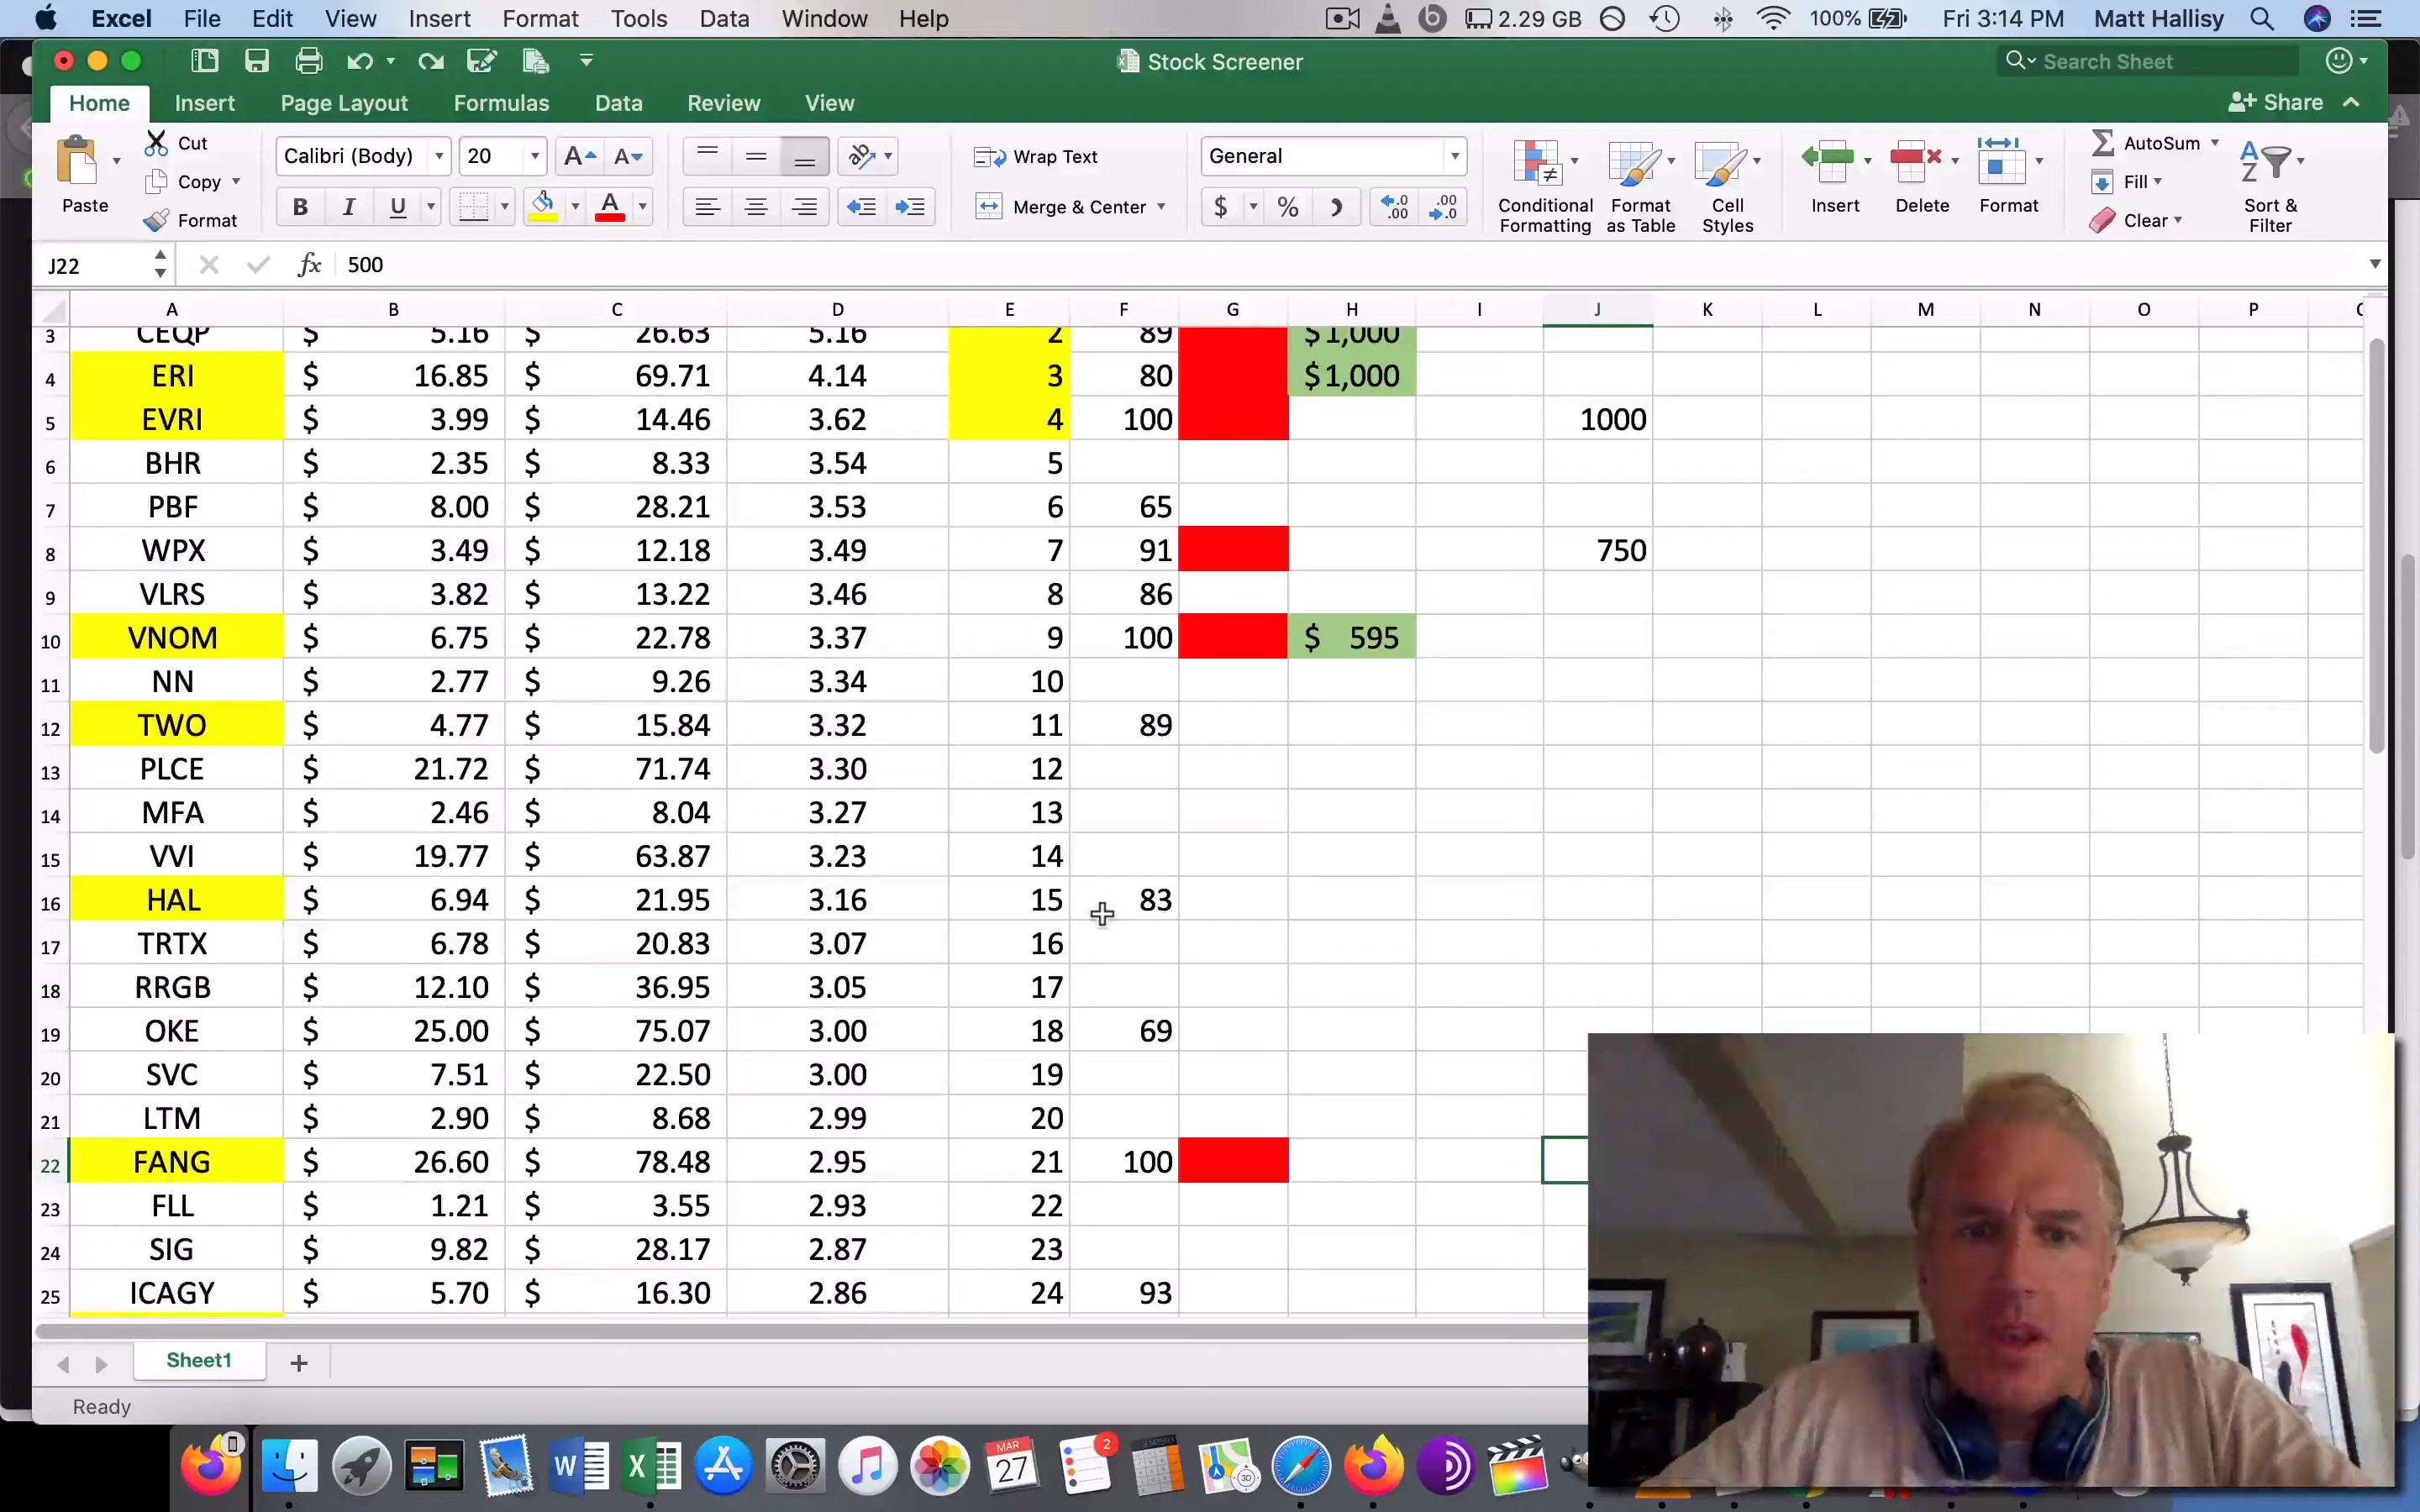 Excel File Edit View Insert Format Tools Data Window Help 2.29 GB 100% Fri 3:14 PM Matt Hallisy
Stock Screener Search Sheet
Home Insert Page Layout Formulas Data Review View Share
Paste Cut Copy Format
Calibri (Body) 20 A A
B I U A
Wrap Text
Merge & Center
General
$ % .00 .00
Conditional Formatting Format as Table Cell Styles
Insert Delete Format
AutoSum Fill Clear
Sort & Filter
J22 fx 500
A B C D E F G H I J K L M N O P
3 CEQP $ 5.16 $ 26.63 5.16 2 89 $1,000
4 ERI $ 16.85 $ 69.71 4.14 3 80 $1,000
5 EVRI $ 3.99 $ 14.46 3.62 4 100 1000
6 BHR $ 2.35 $ 8.33 3.54 5
7 PBF $ 8.00 $ 28.21 3.53 6 65
8 WPX $ 3.49 $ 12.18 3.49 7 91 750
9 VLRS $ 3.82 $ 13.22 3.46 8 86
10 VNOM $ 6.75 $ 22.78 3.37 9 100 $ 595
11 NN $ 2.77 $ 9.26 3.34 10
12 TWO $ 4.77 $ 15.84 3.32 11 89
13 PLCE $ 21.72 $ 71.74 3.30 12
14 MFA $ 2.46 $ 8.04 3.27 13
15 VVI $ 19.77 $ 63.87 3.23 14
16 HAL $ 6.94 $ 21.95 3.16 15 83
17 TRTX $ 6.78 $ 20.83 3.07 16
18 RRGB $ 12.10 $ 36.95 3.05 17
19 OKE $ 25.00 $ 75.07 3.00 18 69
20 SVC $ 7.51 $ 22.50 3.00 19
21 LTM $ 2.90 $ 8.68 2.99 20
22 FANG $ 26.60 $ 78.48 2.95 21 100
23 FLL $ 1.21 $ 3.55 2.93 22
24 SIG $ 9.82 $ 28.17 2.87 23
25 ICAGY $ 5.70 $ 16.30 2.86 24 93
Sheet1 +
Ready
MAR 27 2 3D